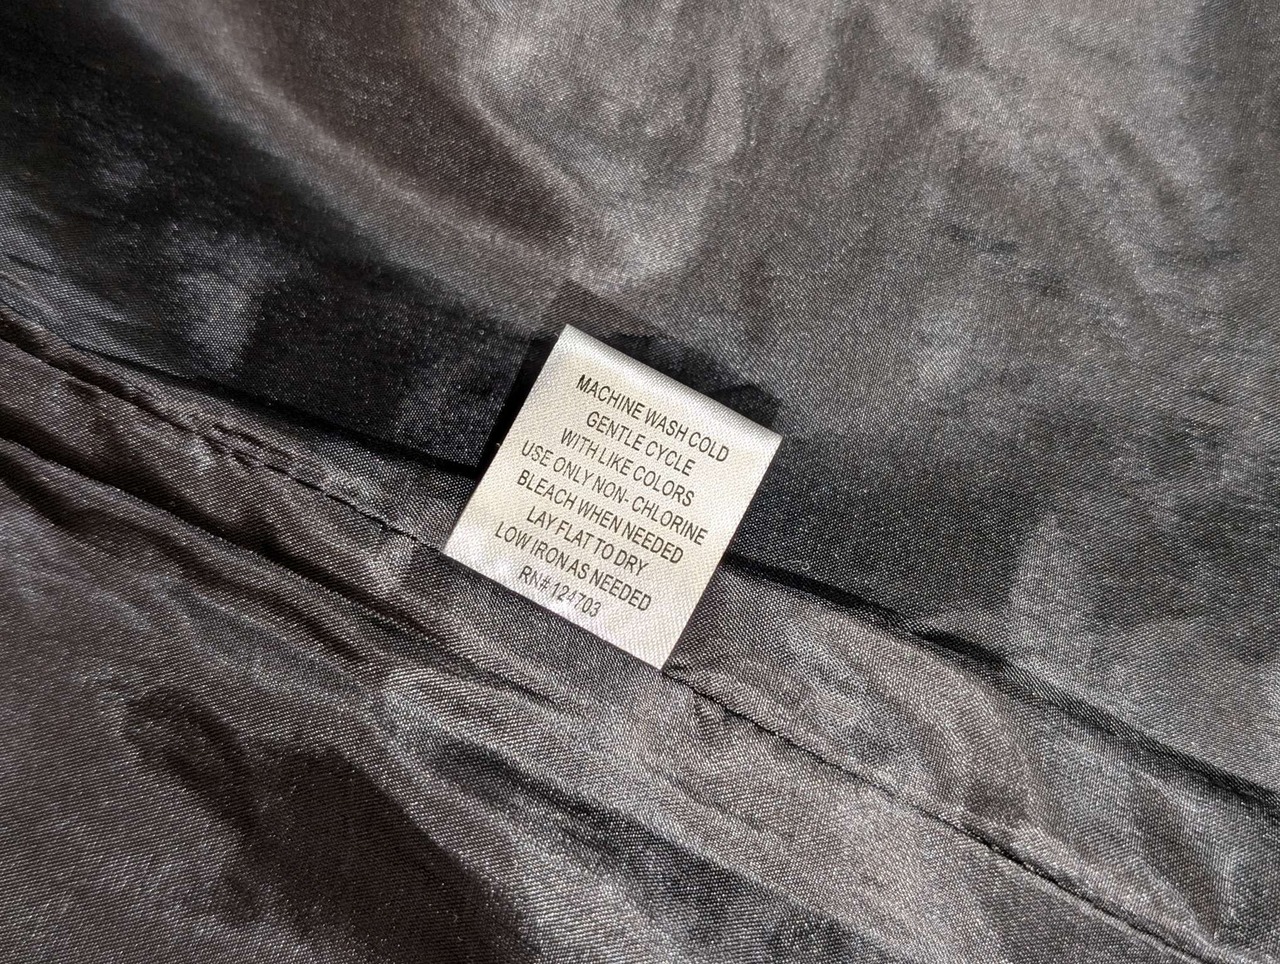 MACHINE WASH COLD
GENTLE CYCLE
WITH LIKE COLORS
USE ONLY NON- CHLORINE
BLEACH WHEN NEEDED
LAY FLAT TO DRY
LOW IRON AS NEEDED
RN# 124703